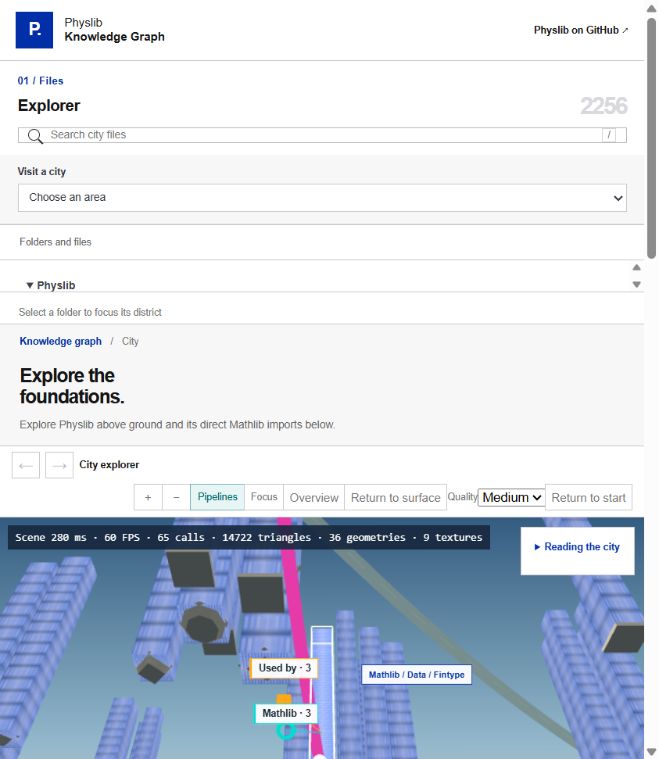 P.
Physlib
Knowledge Graph
Physlib on GitHub ↗
01 / Files
Explorer
2256
Search city files
/
Visit a city
Choose an area
Folders and files
▼ Physlib
Select a folder to focus its district
Knowledge graph / City
Explore the
foundations.
Explore Physlib above ground and its direct Mathlib imports below.
← → City explorer
+ − Pipelines Focus Overview Return to surface Quality Medium Return to start
Scene 280 ms · 60 FPS · 65 calls · 14722 triangles · 36 geometries · 9 textures
▶ Reading the city
Used by · 3
Mathlib / Data / Fintype
Mathlib · 3